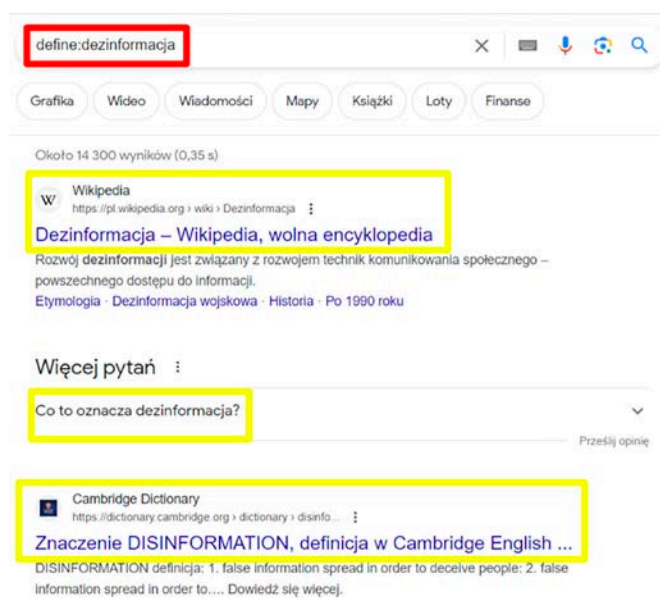 define:dezinformacja
Grafika Wideo Wiadomości Mapy Książki Loty Finanse
Około 14 300 wyników (0,35 s)
W
Wikipedia
https://pl.wikipedia.org › wiki › Dezinformacja
Dezinformacja – Wikipedia, wolna encyklopedia
Rozwój dezinformacji jest związany z rozwojem technik komunikowania społecznego –
powszechnego dostępu do informacji.
Etymologia · Dezinformacja wojskowa · Historia · Po 1990 roku
Więcej pytań
Co to oznacza dezinformacja?
Prześlij opinię
Cambridge Dictionary
https://dictionary.cambridge.org › dictionary › disinfo...
Znaczenie DISINFORMATION, definicja w Cambridge English ...
DISINFORMATION definicja: 1. false information spread in order to deceive people: 2. false
information spread in order to.... Dowiedź się więcej.